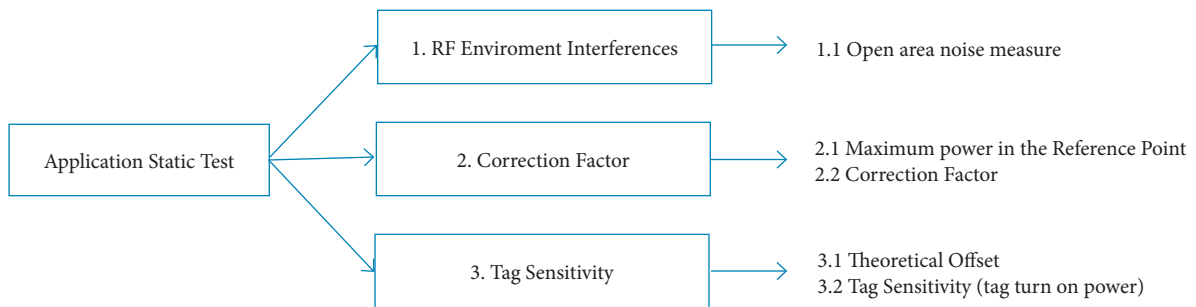 1. RF Enviroment Interferences
1.1 Open area noise measure
Application Static Test
2. Correction Factor
2.1 Maximum power in the Reference Point
2.2 Correction Factor
3. Tag Sensitivity
3.1 Theoretical Offset
3.2 Tag Sensitivity (tag turn on power)